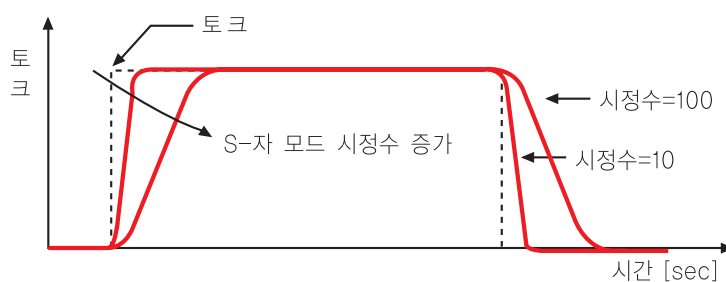 토크
토크
시정수=100
S-자 모드 시정수 증가
시정수=10
시간 [sec]